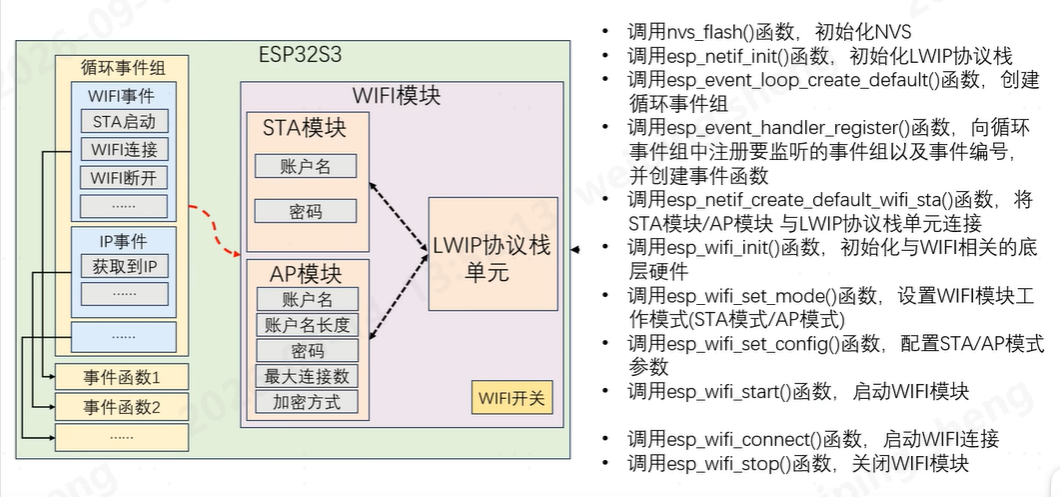 ESP32S3
循环事件组
WIFI事件
STA启动
WIFI连接
WIFI断开
……
IP事件
获取到IP
……
……
事件函数1
事件函数2
……
WIFI模块
STA模块
账户名
密码
AP模块
账户名
账户名长度
密码
最大连接数
加密方式
LWIP协议栈
单元
WIFI开关
• 调用nvs_flash()函数，初始化NVS
• 调用esp_netif_init()函数，初始化LWIP协议栈
• 调用esp_event_loop_create_default()函数，创建
循环事件组
• 调用esp_event_handler_register()函数，向循环
事件组中注册要监听的事件组以及事件编号，
并创建事件函数
• 调用esp_netif_create_default_wifi_sta()函数，将
STA模块/AP模块 与LWIP协议栈单元连接
• 调用esp_wifi_init()函数，初始化与WIFI相关的底
层硬件
• 调用esp_wifi_set_mode()函数，设置WIFI模块工
作模式(STA模式/AP模式)
• 调用esp_wifi_set_config()函数，配置STA/AP模式
参数
• 调用esp_wifi_start()函数，启动WIFI模块
• 调用esp_wifi_connect()函数，启动WIFI连接
• 调用esp_wifi_stop()函数，关闭WIFI模块